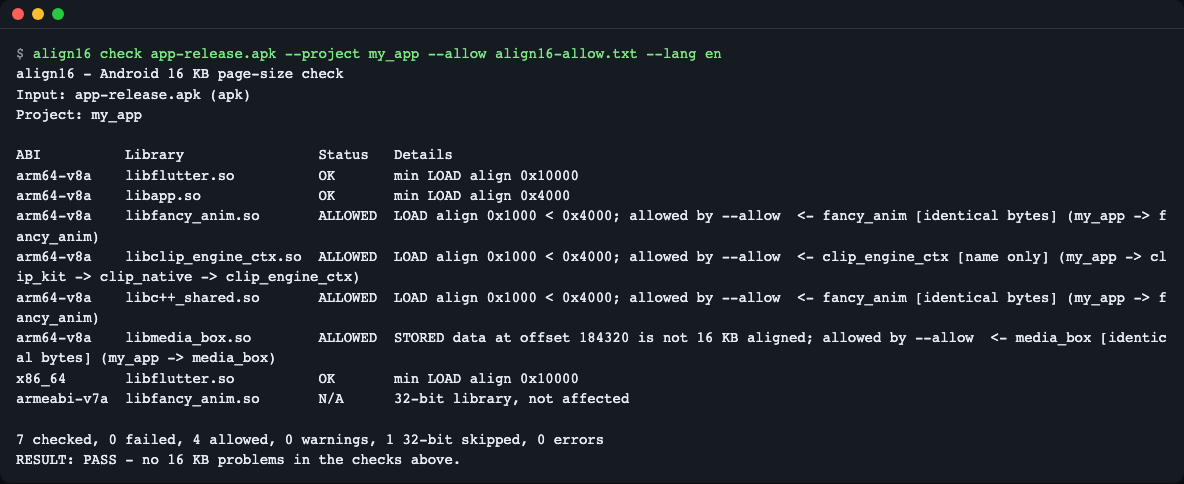 $ align16 check app-release.apk --project my_app --allow align16-allow.txt --lang en
align16 - Android 16 KB page-size check
Input: app-release.apk (apk)
Project: my_app
ABI Library Status Details
arm64-v8a libflutter.so OK min LOAD align 0x10000
arm64-v8a libapp.so OK min LOAD align 0x4000
arm64-v8a libfancy_anim.so ALLOWED LOAD align 0x1000 < 0x4000; allowed by --allow <- fancy_anim [identical bytes] (my_app -> f
ancy_anim)
arm64-v8a libclip_engine_ctx.so ALLOWED LOAD align 0x1000 < 0x4000; allowed by --allow <- clip_engine_ctx [name only] (my_app -> cl
ip_kit -> clip_native -> clip_engine_ctx)
arm64-v8a libc++_shared.so ALLOWED LOAD align 0x1000 < 0x4000; allowed by --allow <- fancy_anim [identical bytes] (my_app -> f
ancy_anim)
arm64-v8a libmedia_box.so ALLOWED STORED data at offset 184320 is not 16 KB aligned; allowed by --allow <- media_box [identic
al bytes] (my_app -> media_box)
x86_64 libflutter.so OK min LOAD align 0x10000
armeabi-v7a libfancy_anim.so N/A 32-bit library, not affected
7 checked, 0 failed, 4 allowed, 0 warnings, 1 32-bit skipped, 0 errors
RESULT: PASS - no 16 KB problems in the checks above.